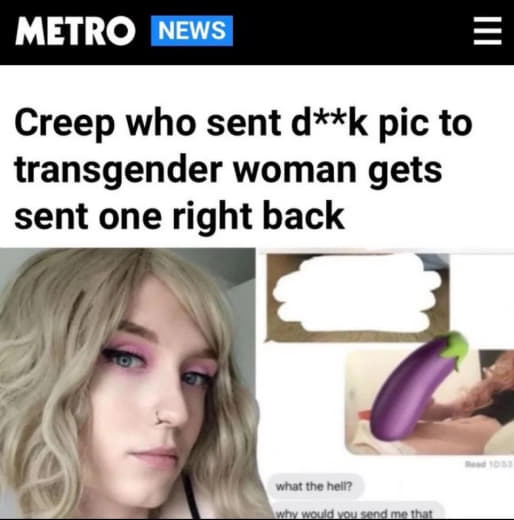 METRO NEWS
Creep who sent d**k pic to
transgender woman gets
sent one right back
Read 10:53
what the hell?
why would you send me that